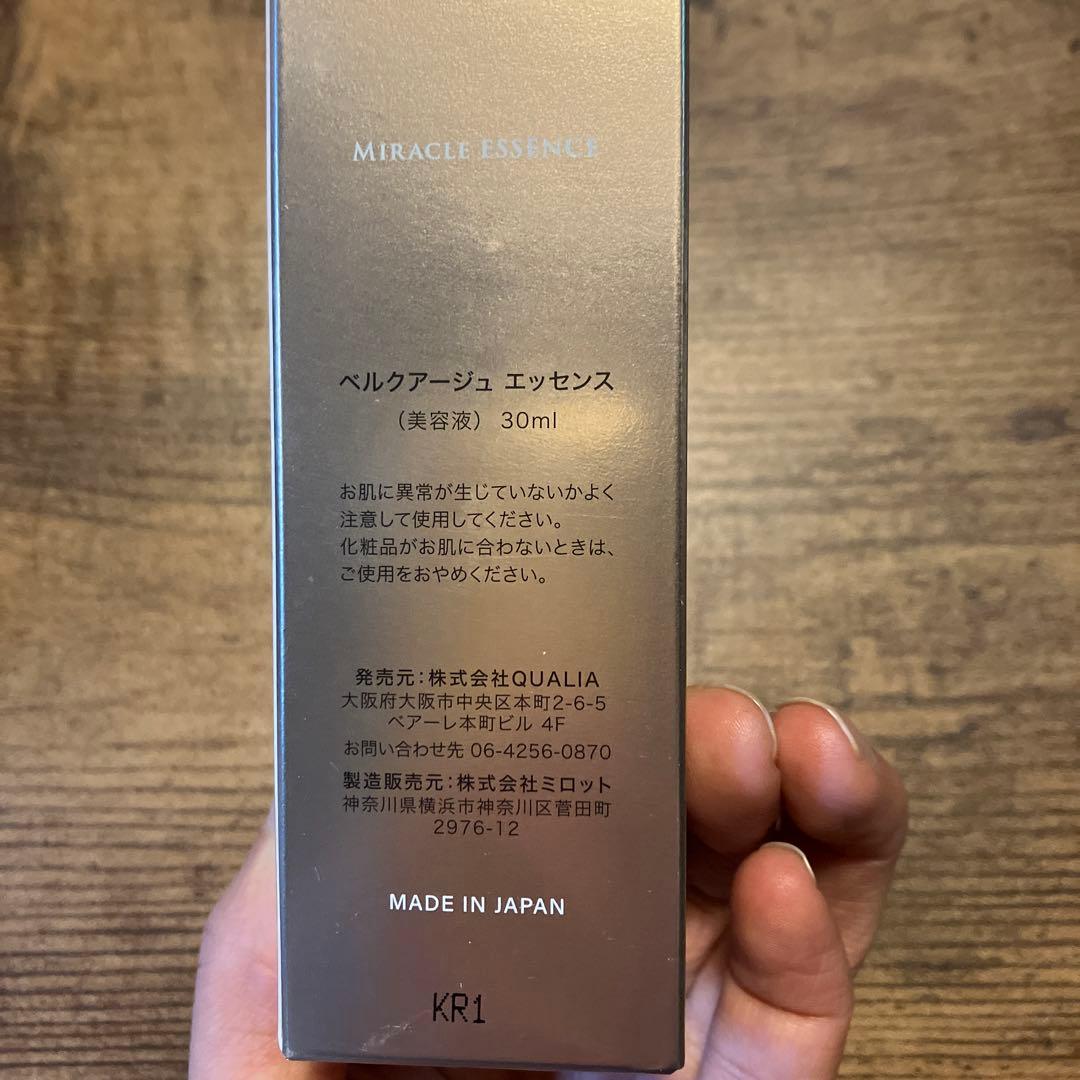 MIRACLE ESSENCE
ベルクアージュ エッセンス
（美容液） 30ml
お肌に異常が生じていないかよく
注意して使用してください。
化粧品がお肌に合わないときは、
ご使用をおやめください。
発売元：株式会社QUALIA
大阪府大阪市中央区本町2-6-5
ベアーレ本町ビル 4F
お問い合わせ先 06-4256-0870
製造販売元：株式会社ミロット
神奈川県横浜市神奈川区菅田町
2976-12
MADE IN JAPAN
KR1